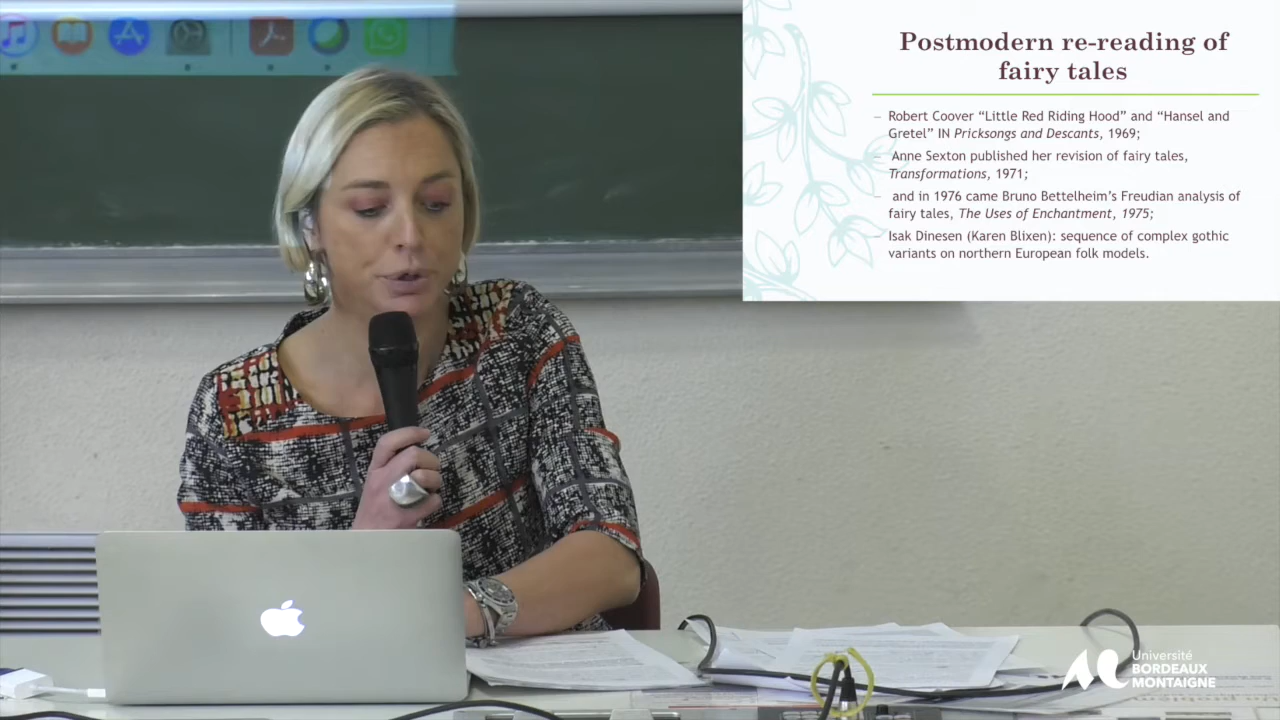 Postmodern re-reading of
fairy tales
– Robert Coover “Little Red Riding Hood” and “Hansel and
Gretel” IN Pricksongs and Descants, 1969;
– Anne Sexton published her revision of fairy tales,
Transformations, 1971;
– and in 1976 came Bruno Bettelheim’s Freudian analysis of
fairy tales, The Uses of Enchantment, 1975;
– Isak Dinesen (Karen Blixen): sequence of complex gothic
variants on northern European folk models.
Université
BORDEAUX
MONTAIGNE